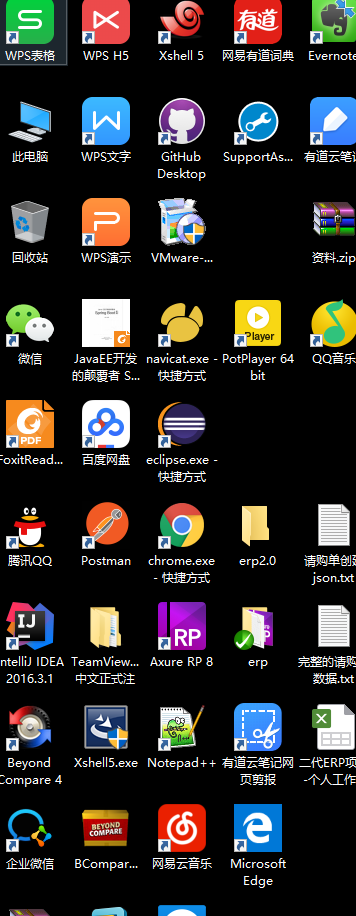 WPS表格
WPS H5
Xshell 5
网易有道词典
Evernote
此电脑
WPS文字
GitHub
Desktop
SupportAs...
有道云笔记
回收站
WPS演示
VMware-...
资料.zip
微信
JavaEE开发
的颠覆者 S...
navicat.exe -
快捷方式
Player
PotPlayer 64
bit
QQ音乐
PDF
FoxitRead...
百度网盘
eclipse.exe -
快捷方式
腾讯QQ
Postman
chrome.exe
- 快捷方式
erp2.0
请购单创建
json.txt
IJ
IntelliJ IDEA
2016.3.1
TeamView...
中文正式注
RP
Axure RP 8
erp
完整的请购
数据.txt
Beyond
Compare 4
Xshell5.exe
Notepad++
有道云笔记网
页剪报
二代ERP项
-个人工作
企业微信
BEYOND
COMPARE
BCompar...
网易云音乐
Microsoft
Edge